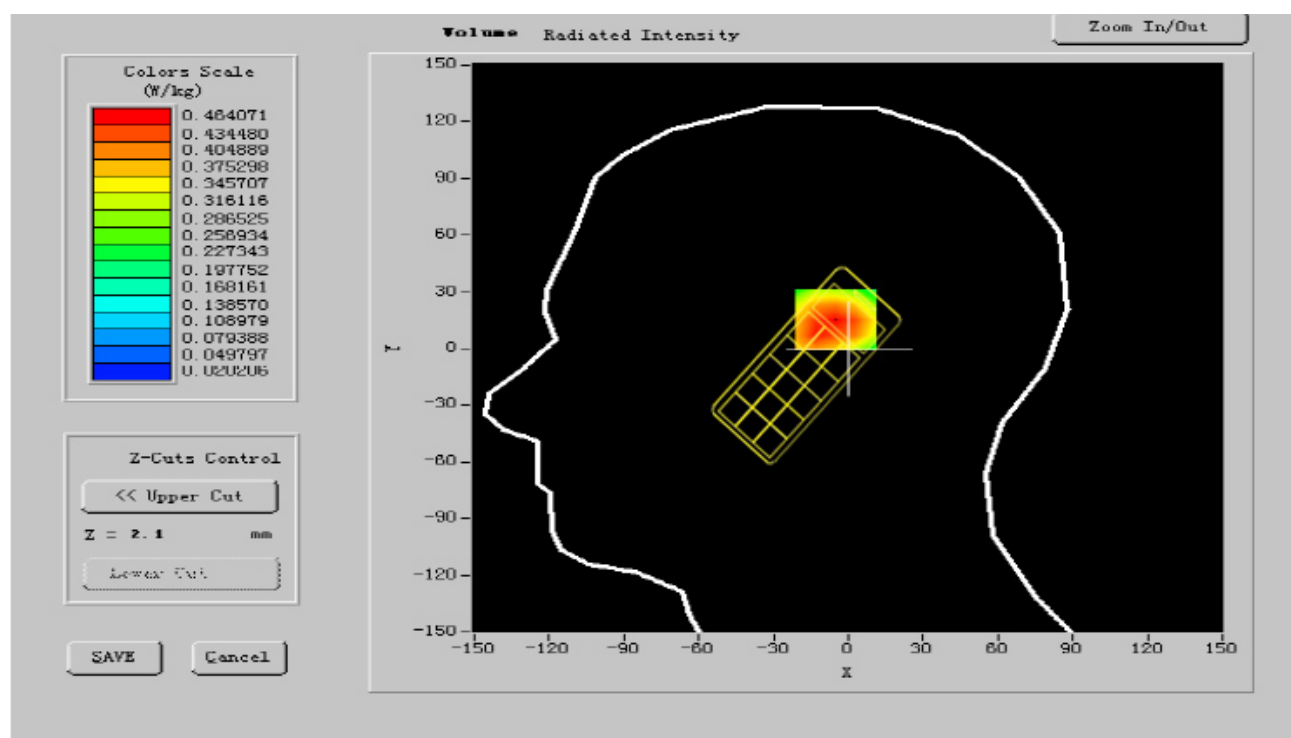 Volume Radiated Intensity
Zoom In/Out
Colors Scale
(W/kg)
0.464071
0.434480
0.404889
0.375298
0.345707
0.316116
0.286525
0.256934
0.227343
0.197752
0.168161
0.138570
0.108979
0.079388
0.049797
0.020206
Z-Cuts Control
<< Upper Cut
Z = 2.1 mm
Lower Cut
SAVE
Cancel
150
120
90
60
30
0
-30
-60
-90
-120
-150
Y
-150 -120 -90 -60 -30 0 30 60 90 120 150
X